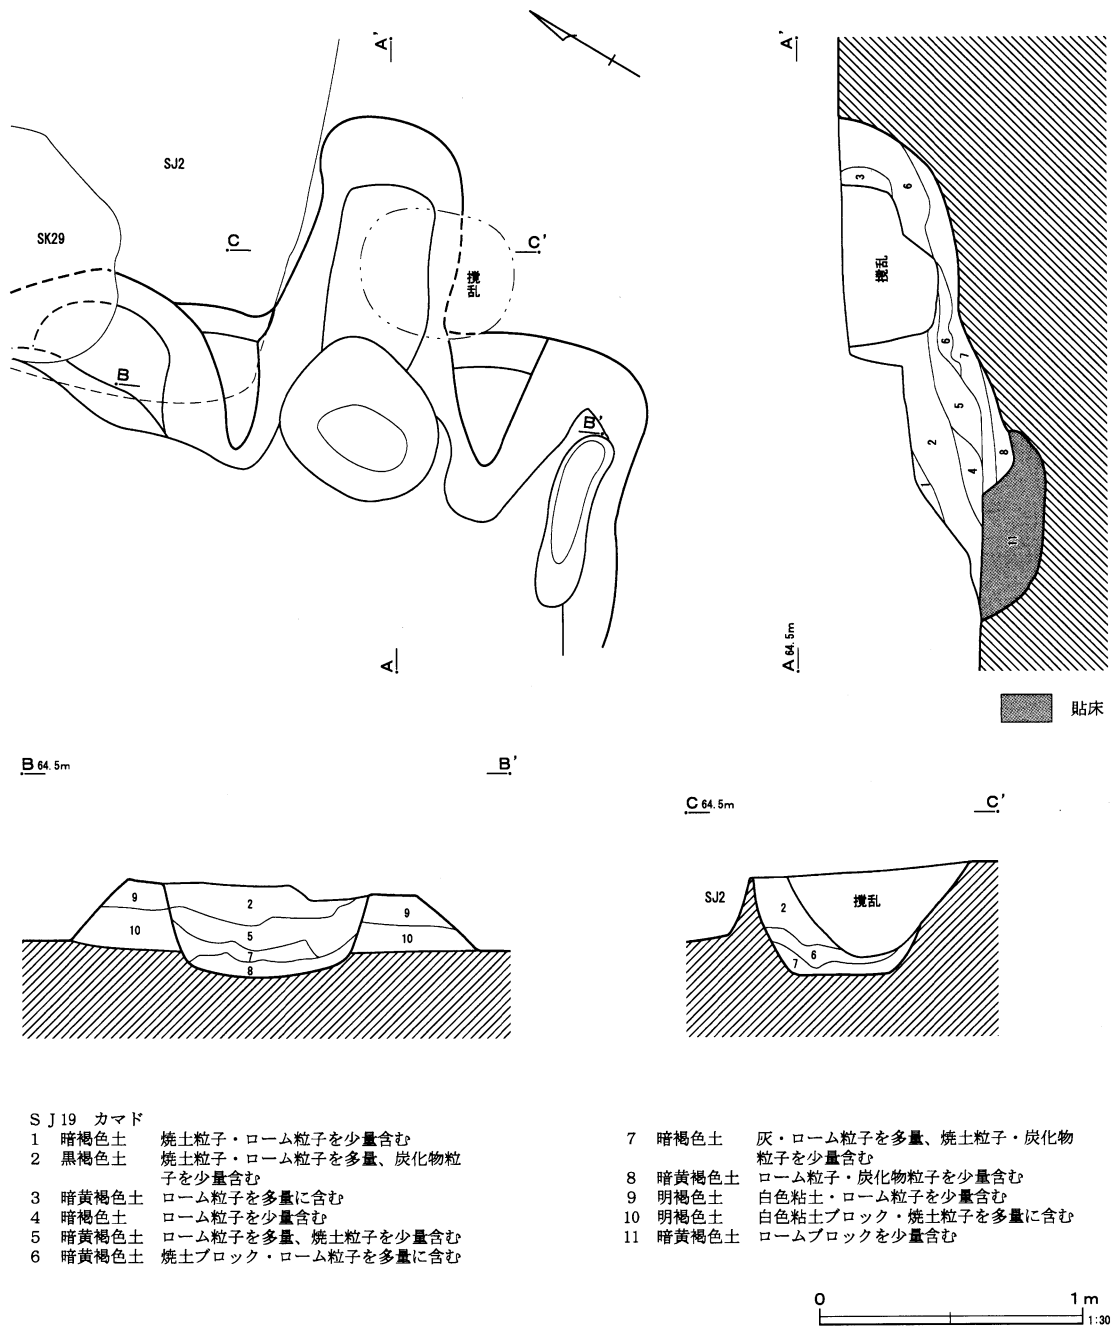 A'
A'
SJ2
SK29
C
C'
攪乱
B
B'
A
3
6
攪乱
6
7
5
2
8
4
1
11
A 64.5m
貼床
B 64.5m
B'
9
2
9
10
5
10
7
8
C 64.5m
C'
SJ2
攪乱
2
6
7
SJ19 カマド
1 暗褐色土 焼土粒子・ローム粒子を少量含む
2 黒褐色土 焼土粒子・ローム粒子を多量、炭化物粒
子を少量含む
3 暗黄褐色土 ローム粒子を多量に含む
4 暗褐色土 ローム粒子を少量含む
5 暗黄褐色土 ローム粒子を多量、焼土粒子を少量含む
6 暗黄褐色土 焼土ブロック・ローム粒子を多量に含む
7 暗褐色土 灰・ローム粒子を多量、焼土粒子・炭化物
粒子を少量含む
8 暗黄褐色土 ローム粒子・炭化物粒子を少量含む
9 明褐色土 白色粘土・ローム粒子を少量含む
10 明褐色土 白色粘土ブロック・焼土粒子を多量に含む
11 暗黄褐色土 ロームブロックを少量含む
0 1m
1:30